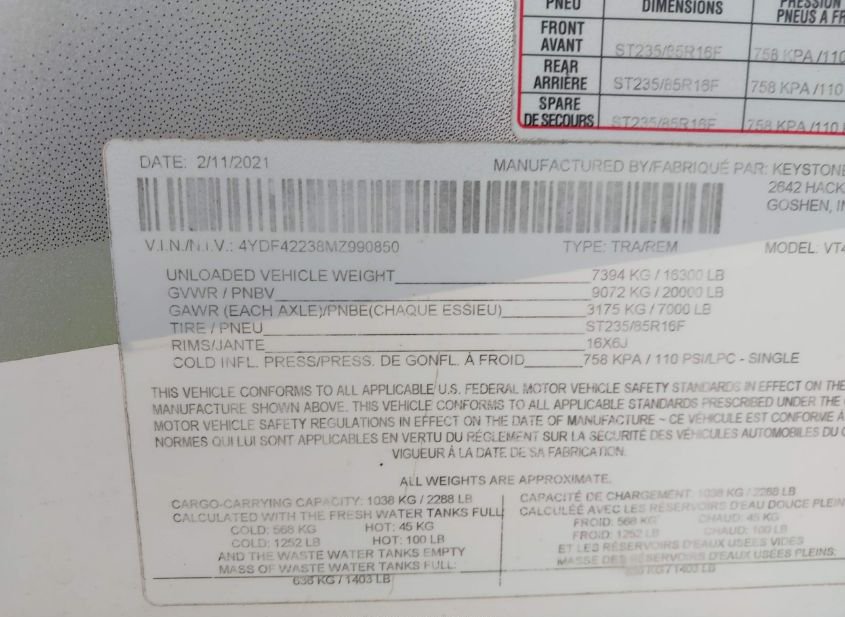 PNEU DIMENSIONS PRESSION
PNEUS A FR
FRONT
AVANT ST235/85R16F 758 KPA /110
REAR
ARRIÈRE ST235/85R16F 758 KPA /110
SPARE
DE SECOURS ST235/85R16F 758 KPA /110
DATE: 2/11/2021 MANUFACTURED BY/FABRIQUÉ PAR: KEYSTONE
2642 HACK
GOSHEN, IN
V.I.N./N.I.V.: 4YDF42238MZ990850 TYPE: TRA/REM MODEL: VT4
UNLOADED VEHICLE WEIGHT 7394 KG / 16300 LB
GVWR / PNBV 9072 KG / 20000 LB
GAWR (EACH AXLE)/PNBE(CHAQUE ESSIEU) 3175 KG / 7000 LB
TIRE / PNEU ST235/85R16F
RIMS/JANTE 16X6J
COLD INFL. PRESS/PRESS. DE GONFL. À FROID 758 KPA / 110 PSI/LPC - SINGLE
THIS VEHICLE CONFORMS TO ALL APPLICABLE U.S. FEDERAL MOTOR VEHICLE SAFETY STANDARDS IN EFFECT ON THE
MANUFACTURE SHOWN ABOVE. THIS VEHICLE CONFORMS TO ALL APPLICABLE STANDARDS PRESCRIBED UNDER THE
MOTOR VEHICLE SAFETY REGULATIONS IN EFFECT ON THE DATE OF MANUFACTURE ~ CE VÉHICULE EST CONFORME À
NORMES QUI LUI SONT APPLICABLES EN VERTU DU RÉGLEMENT SUR LA SÉCURITÉ DES VÉHICULES AUTOMOBILES DU
VIGUEUR À LA DATE DE SA FABRICATION.
ALL WEIGHTS ARE APPROXIMATE.
CARGO-CARRYING CAPACITY: 1038 KG / 2288 LB
CALCULATED WITH THE FRESH WATER TANKS FULL
COLD: 568 KG HOT: 45 KG
COLD: 1252 LB HOT: 100 LB
AND THE WASTE WATER TANKS EMPTY
MASS OF WASTE WATER TANKS FULL:
636 KG / 1403 LB
CAPACITÉ DE CHARGEMENT: 1038 KG / 2288 LB
CALCULÉE AVEC LES RÉSERVOIRS D'EAU DOUCE PLEIN
FROID: 568 KG CHAUD: 45 KG
FROID: 1252 LB CHAUD: 100 LB
ET LES RÉSERVOIRS D'EAUX USÉES VIDES
MASSE DES RÉSERVOIRS D'EAUX USÉES PLEINS:
636 KG / 1403 LB